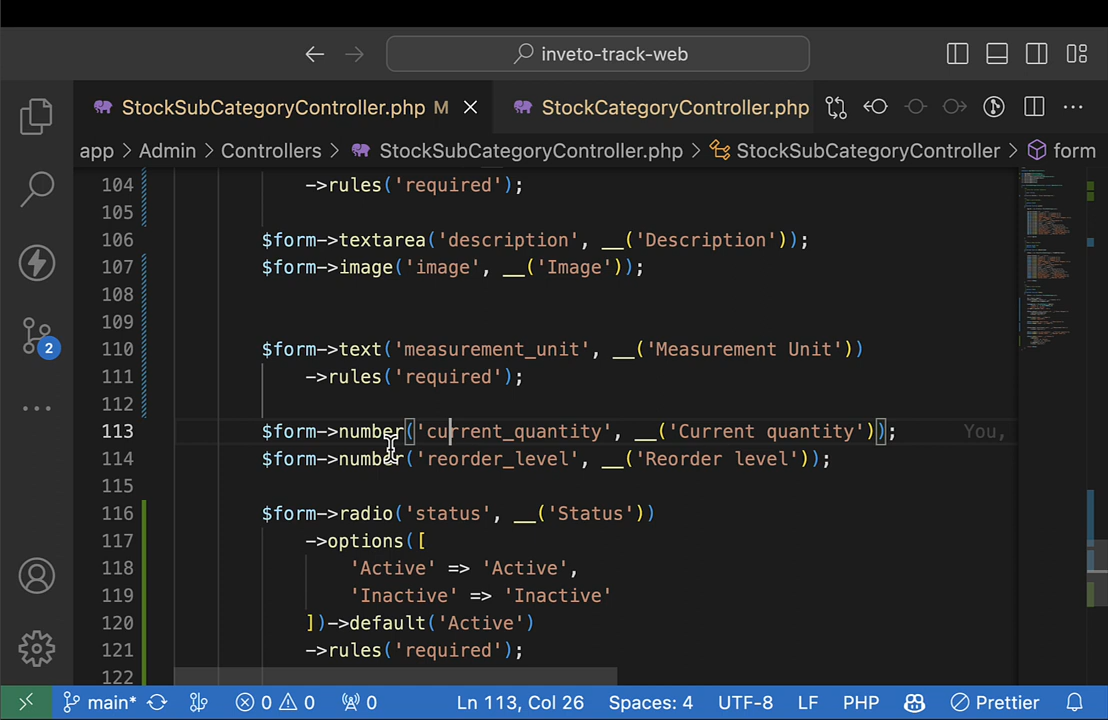 inveto-track-web
StockSubCategoryController.php M StockCategoryController.php
app > Admin > Controllers > StockSubCategoryController.php > StockSubCategoryController > form
104 ->rules('required');
105
106 $form->textarea('description', __('Description'));
107 $form->image('image', __('Image'));
108
109
110 $form->text('measurement_unit', __('Measurement Unit'))
111 ->rules('required');
112
113 $form->number('current_quantity', __('Current quantity')); You,
114 $form->number('reorder_level', __('Reorder level'));
115
116 $form->radio('status', __('Status'))
117 ->options([
118 'Active' => 'Active',
119 'Inactive' => 'Inactive'
120 ])->default('Active')
121 ->rules('required');
122
2
main* 0 0 0 Ln 113, Col 26 Spaces: 4 UTF-8 LF PHP Prettier